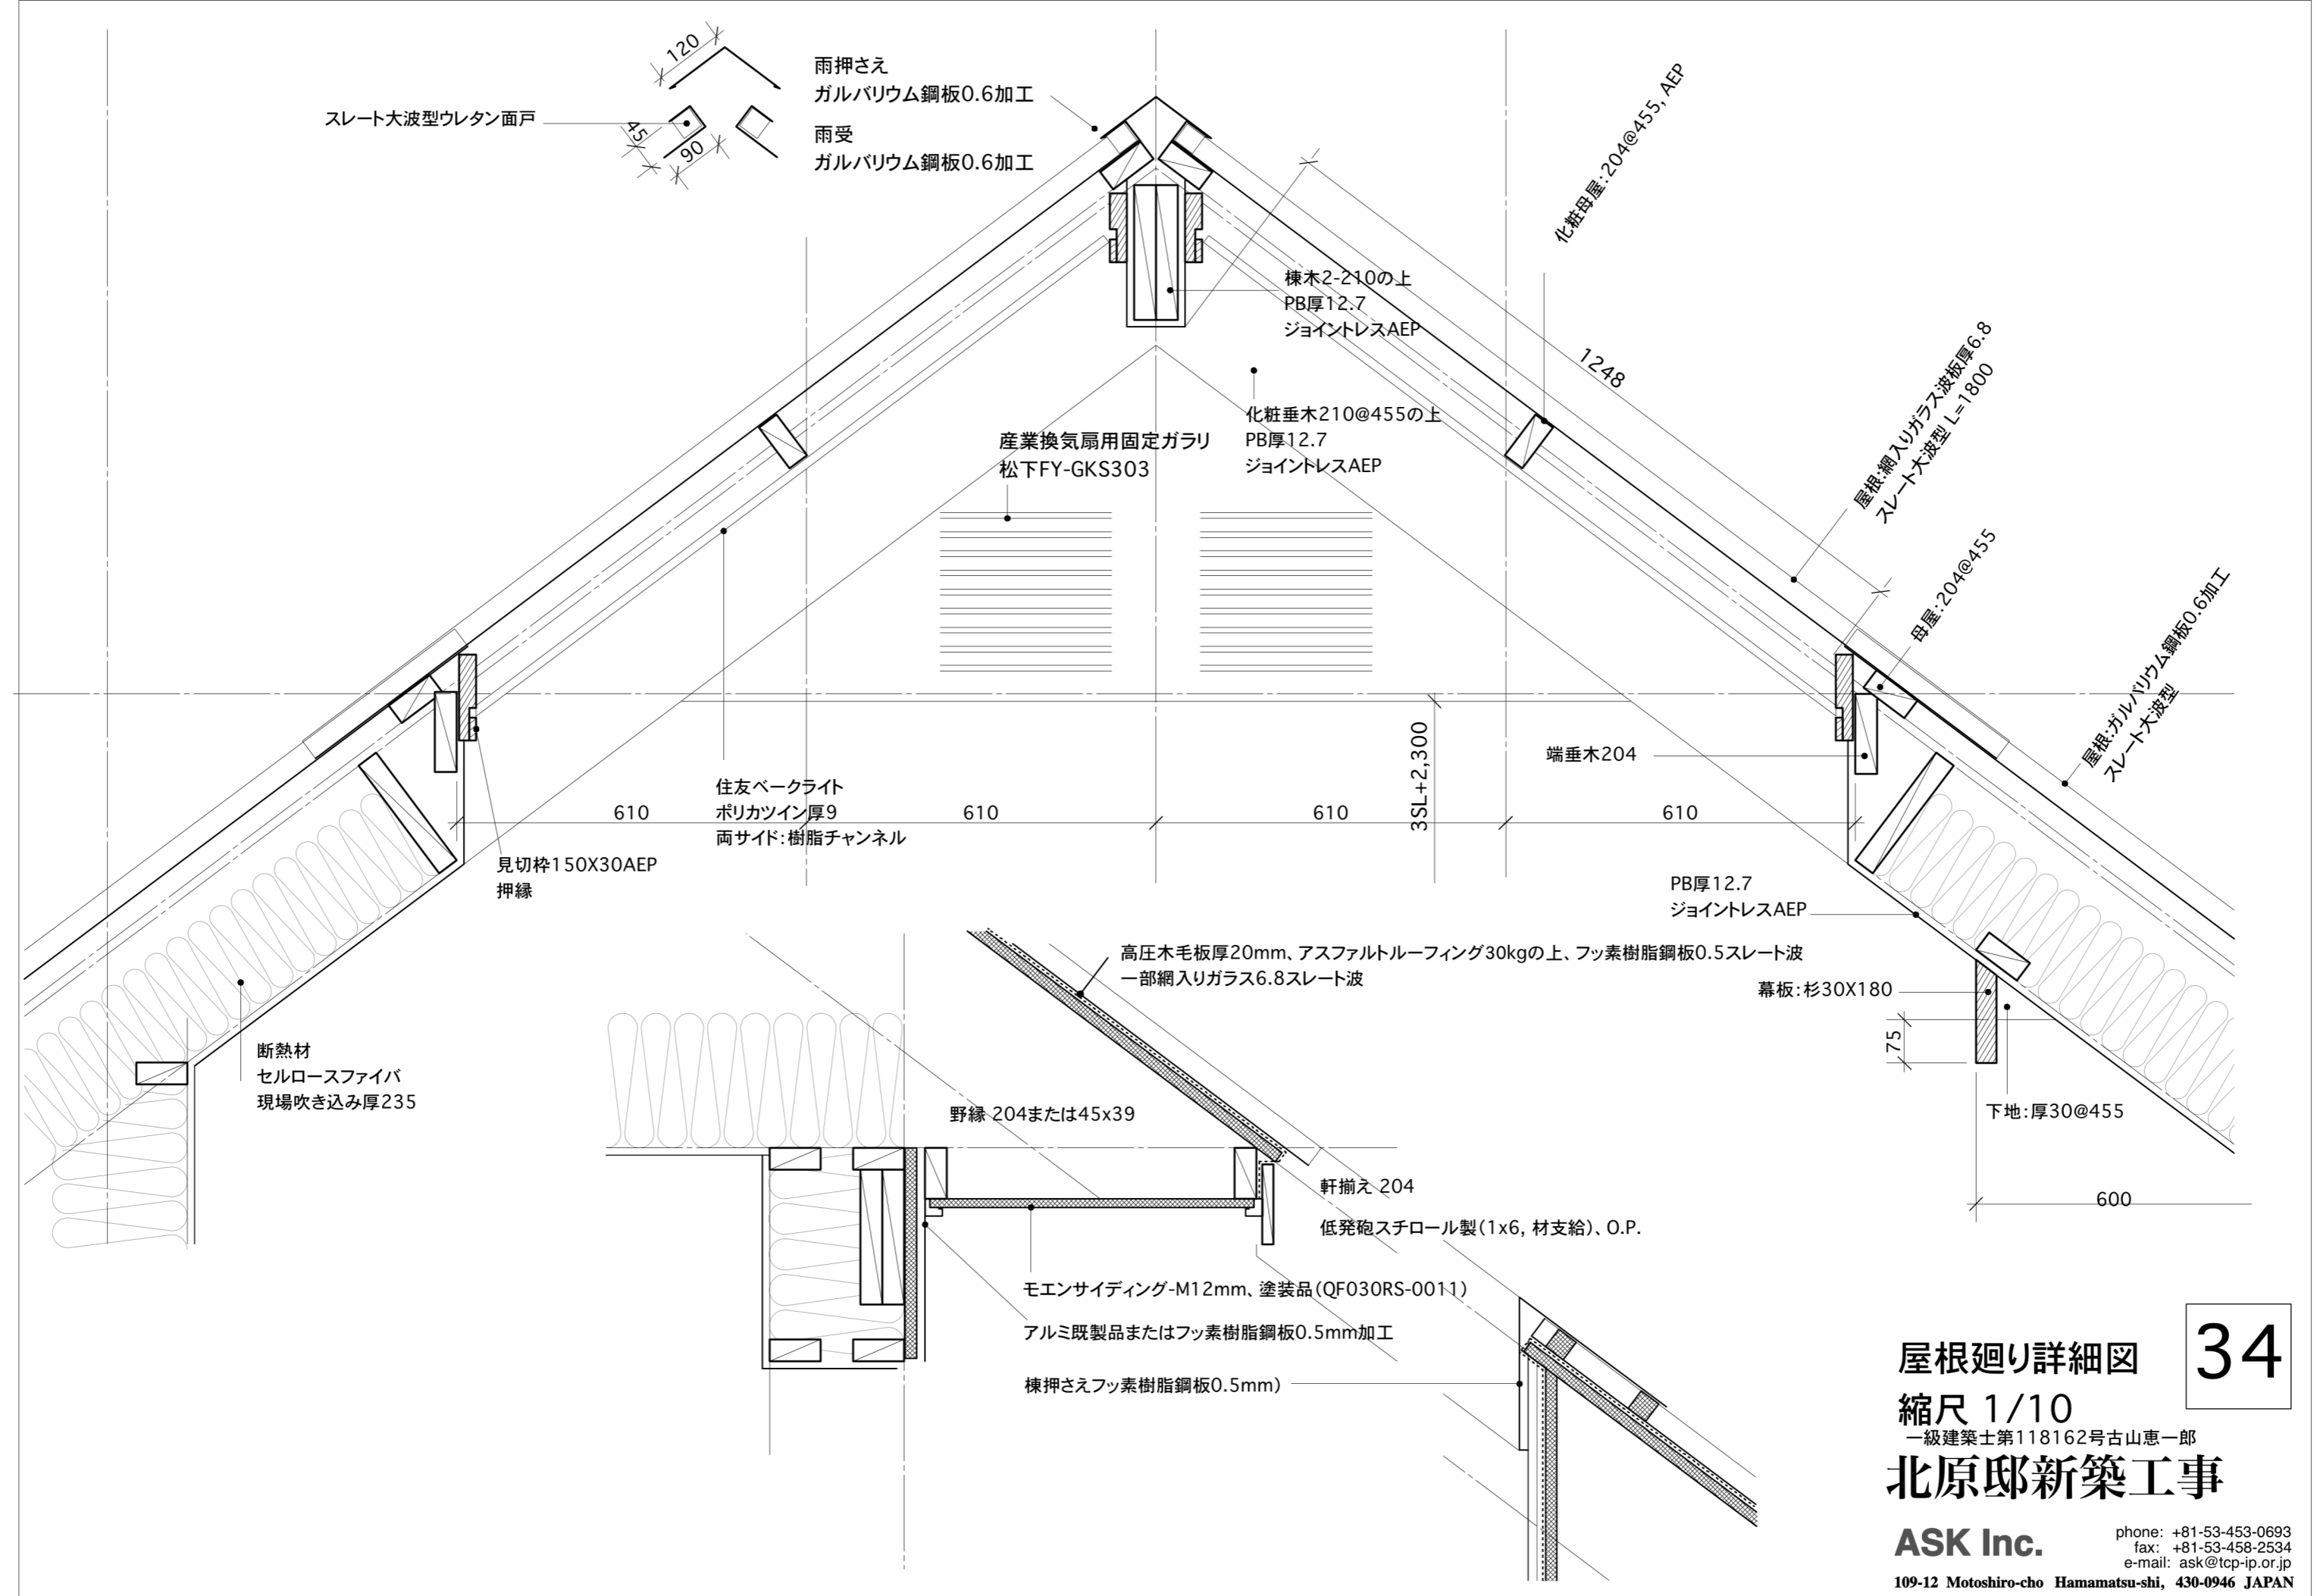 120
雨押さえ
ガルバリウム鋼板0.6加工
スレート大波型ウレタン面戸
45
90
雨受
ガルバリウム鋼板0.6加工
化粧母屋:204@455, AEP
棟木2-210の上
PB厚12.7
ジョイントレスAEP
1248
屋根:網入りガラス波板厚6.8
スレート大波型 L=1800
化粧垂木210@455の上
PB厚12.7
ジョイントレスAEP
産業換気扇用固定ガラリ
松下FY-GKS303
母屋:204@455
屋根:ガルバリウム鋼板0.6加工
スレート大波型
3SL+2,300
端垂木204
住友ベークライト
ポリカツイン厚9
両サイド:樹脂チャンネル
610
610
610
610
見切枠150X30AEP
押縁
PB厚12.7
ジョイントレスAEP
高圧木毛板厚20mm、アスファルトルーフィング30kgの上、フッ素樹脂鋼板0.5スレート波
一部網入りガラス6.8スレート波
幕板:杉30X180
75
断熱材
セルロースファイバ
現場吹き込み厚235
野縁 204または45x39
下地:厚30@455
600
軒揃え 204
低発砲スチロール製(1x6, 材支給)、O.P.
モエンサイディング-M12mm、塗装品(QF030RS-0011)
アルミ既製品またはフッ素樹脂鋼板0.5mm加工
棟押さえフッ素樹脂鋼板0.5mm)
屋根廻り詳細図
34
縮尺 1/10
一級建築士第118162号古山恵一郎
北原邸新築工事
ASK Inc.
phone: +81-53-453-0693
fax: +81-53-458-2534
e-mail: ask@tcp-ip.or.jp
109-12 Motoshiro-cho Hamamatsu-shi, 430-0946 JAPAN